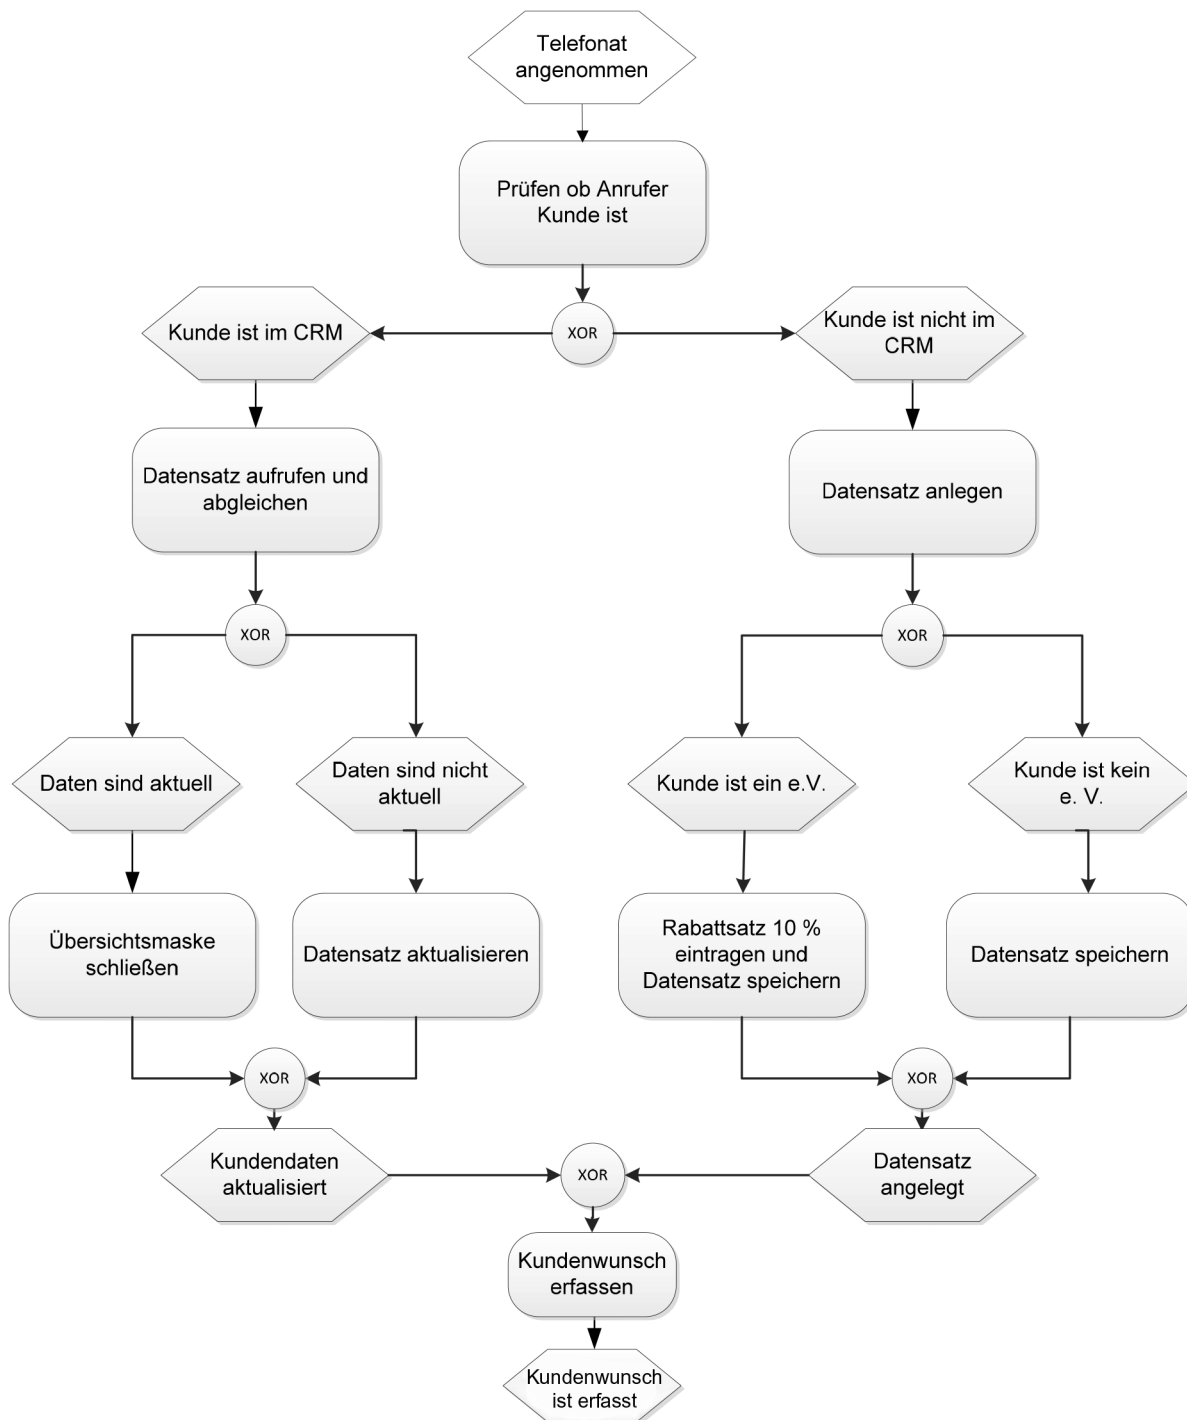 Telefonat
angenommen
Prüfen ob Anrufer
Kunde ist
Kunde ist im CRM
XOR
Kunde ist nicht im
CRM
Datensatz aufrufen und
abgleichen
Datensatz anlegen
XOR
XOR
Daten sind aktuell
Daten sind nicht
aktuell
Kunde ist ein e.V.
Kunde ist kein
e. V.
Übersichtsmaske
schließen
Datensatz aktualisieren
Rabattsatz 10 %
eintragen und
Datensatz speichern
Datensatz speichern
XOR
XOR
Kundendaten
aktualisiert
XOR
Datensatz
angelegt
Kundenwunsch
erfassen
Kundenwunsch
ist erfasst